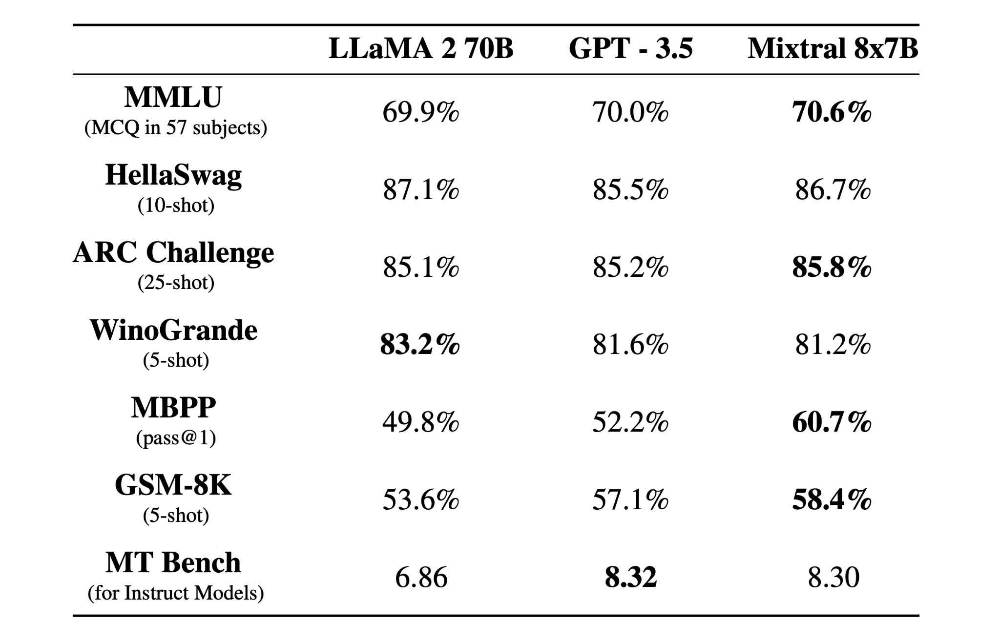 LLaMA 2 70B GPT - 3.5 Mixtral 8x7B
MMLU
(MCQ in 57 subjects)
69.9% 70.0% 70.6%
HellaSwag
(10-shot)
87.1% 85.5% 86.7%
ARC Challenge
(25-shot)
85.1% 85.2% 85.8%
WinoGrande
(5-shot)
83.2% 81.6% 81.2%
MBPP
(pass@1)
49.8% 52.2% 60.7%
GSM-8K
(5-shot)
53.6% 57.1% 58.4%
MT Bench
(for Instruct Models)
6.86 8.32 8.30